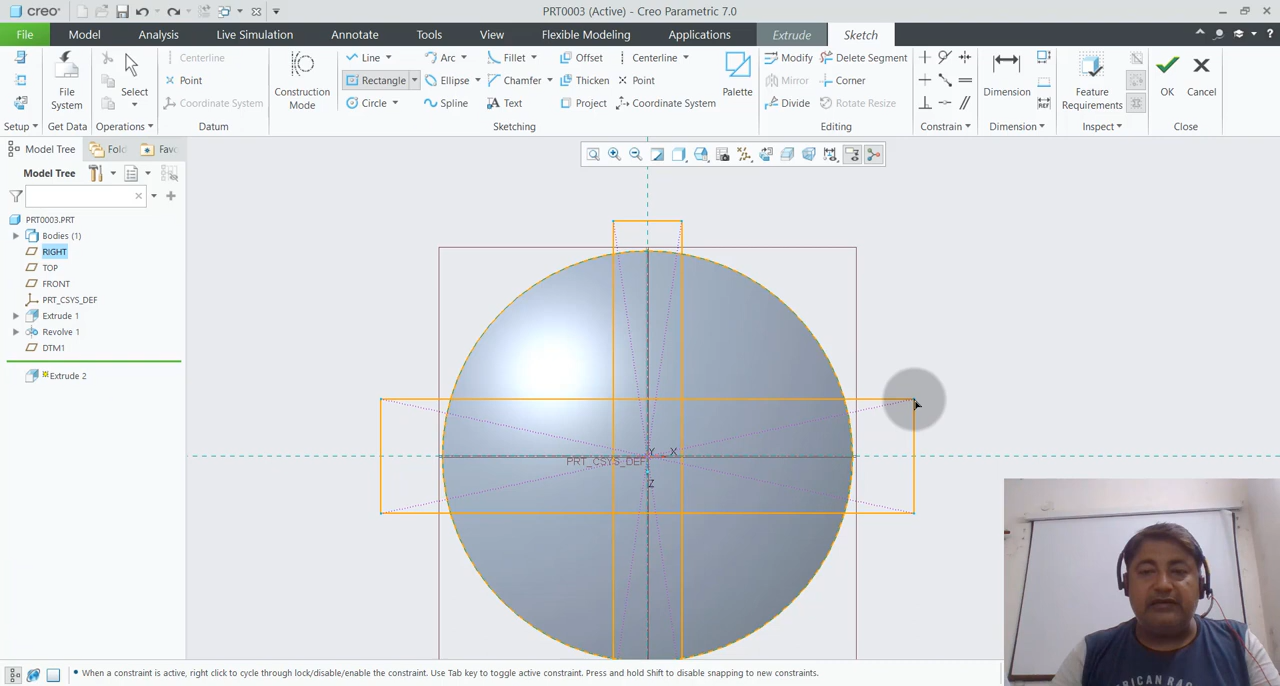 creo
PRT0003 (Active) - Creo Parametric 7.0
File Model Analysis Live Simulation Annotate Tools View Flexible Modeling Applications Extrude Sketch
File System
Select
Centerline
Point
Coordinate System
Construction Mode
Line
Rectangle
Circle
Arc
Ellipse
Spline
Fillet
Chamfer
Text
Offset
Thicken
Project
Centerline
Point
Coordinate System
Palette
Modify
Mirror
Divide
Delete Segment
Corner
Rotate Resize
Dimension
REF
Feature Requirements
OK
Cancel
Setup Get Data Operations Datum Sketching Editing Constrain Dimension Inspect Close
Model Tree Fold Favo
Model Tree
PRT0003.PRT
Bodies (1)
RIGHT
TOP
FRONT
PRT_CSYS_DEF
Extrude 1
Revolve 1
DTM1
Extrude 2
Y X
PRT_CSYS_DEF
Z
AMERICAN RAG
When a constraint is active, right click to cycle through lock/disable/enable the constraint. Use Tab key to toggle active constraint. Press and hold Shift to disable snapping to new constraints.